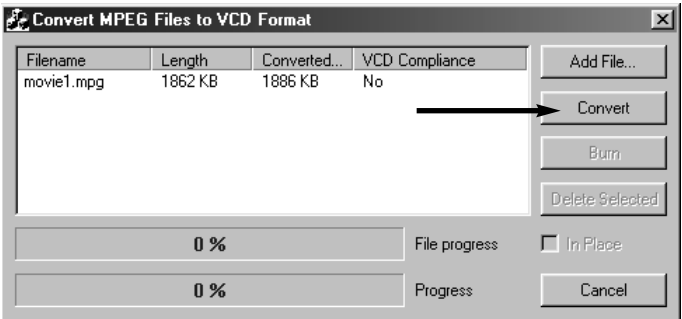 Convert MPEG Files to VCD Format
Filename Length Converted... VCD Compliance
movie1.mpg 1862 KB 1886 KB No
Add File...
Convert
Burn
Delete Selected
0 % File progress In Place
0 % Progress Cancel